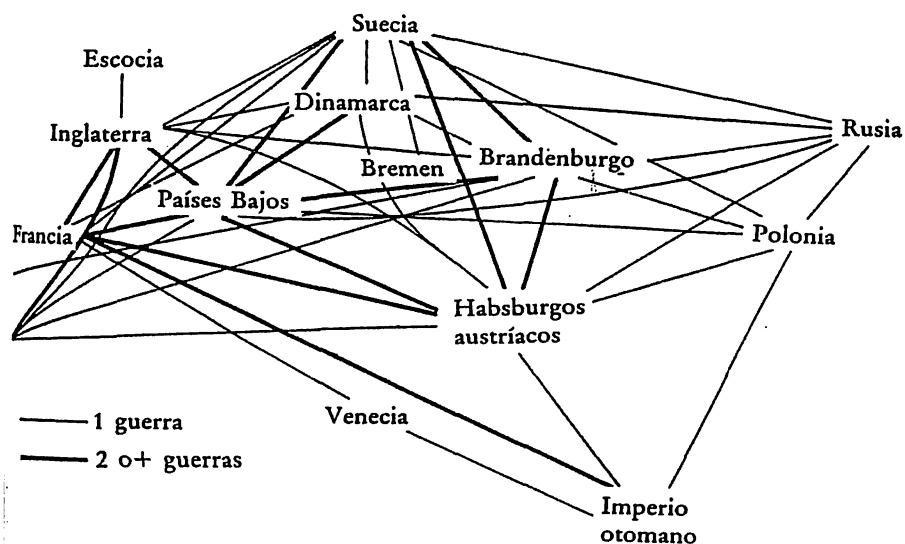 Suecia
Escocia
Dinamarca
Inglaterra
Rusia
Bremen
Brandenburgo
Países Bajos
Francia
Polonia
Habsburgos
austríacos
Venecia
1 guerra
2 o+ guerras
Imperio
otomano